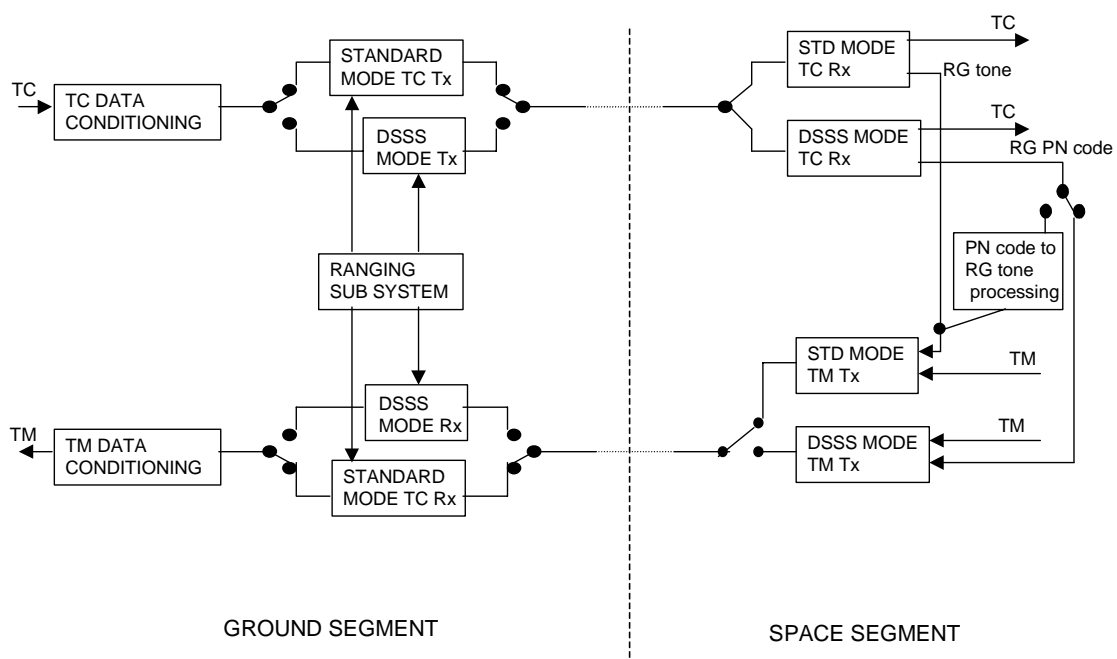 TC
TC DATA
CONDITIONING
STANDARD
MODE TC Tx
DSSS
MODE Tx
RANGING
SUB SYSTEM
DSSS
MODE Rx
STANDARD
MODE TC Rx
TM
TM DATA
CONDITIONING
STD MODE
TC Rx
TC
RG tone
DSSS MODE
TC Rx
TC
RG PN code
PN code to
RG tone
processing
STD MODE
TM Tx
TM
DSSS MODE
TM Tx
TM
GROUND SEGMENT
SPACE SEGMENT